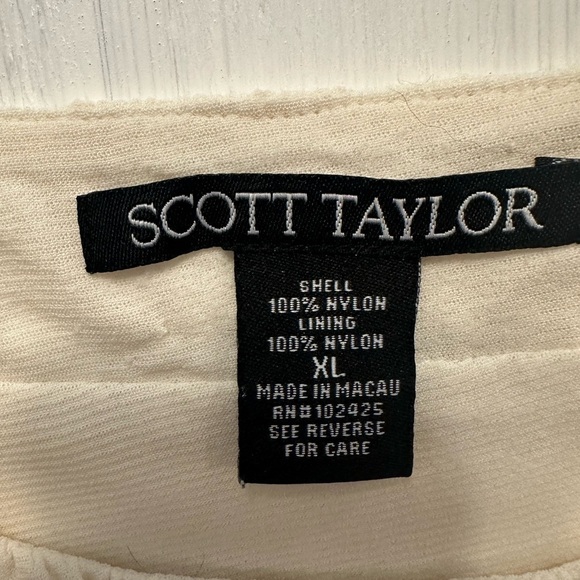 SCOTT TAYLOR
SHELL
100% NYLON
LINING
100% NYLON
XL
MADE IN MACAU
RN#102425
SEE REVERSE
FOR CARE